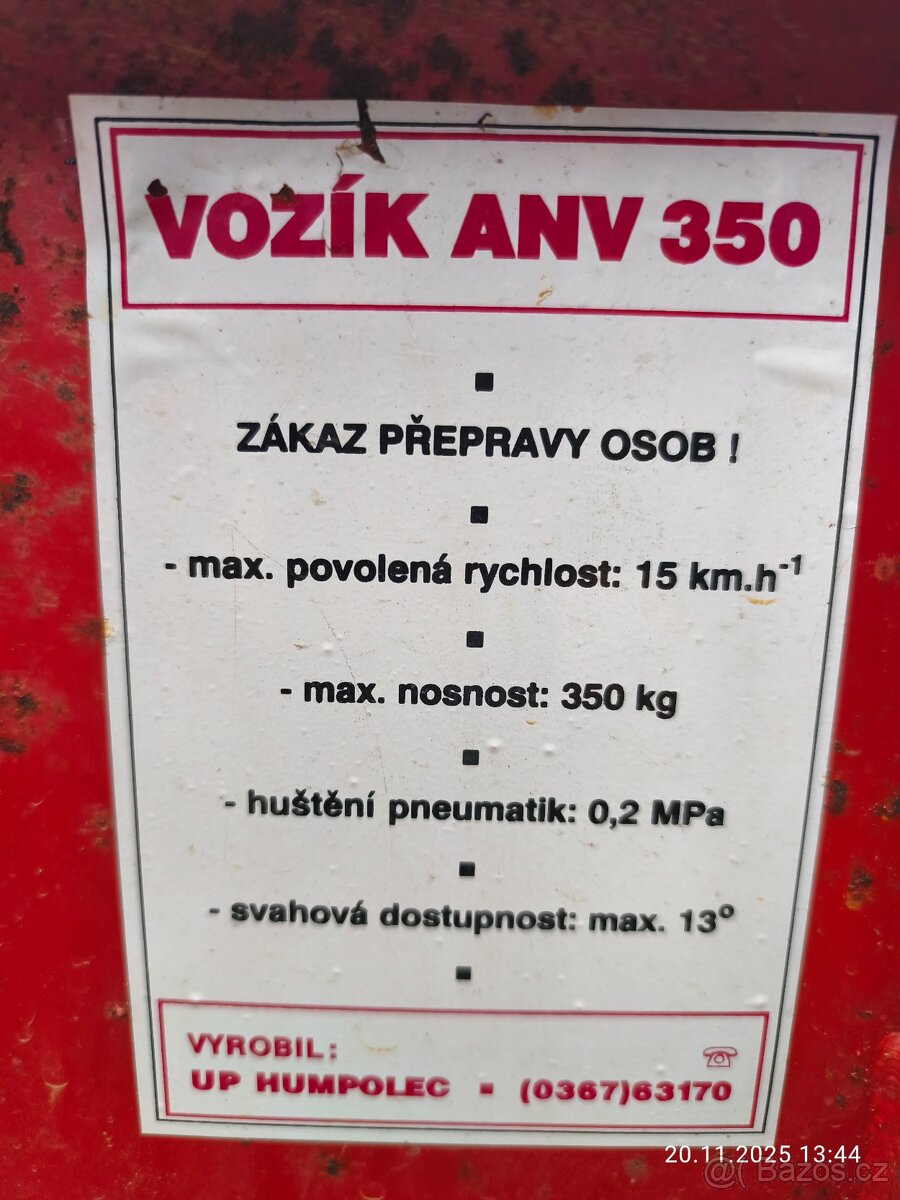 VOZÍK ANV 350
ZÁKAZ PŘEPRAVY OSOB !
- max. povolená rychlost: 15 km.h⁻¹
- max. nosnost: 350 kg
- huštění pneumatik: 0,2 MPa
- svahová dostupnost: max. 13°
VYROBIL:
UP HUMPOLEC ▪ (0367)63170
20.11.2025 13:44
@ Bazoš.cz